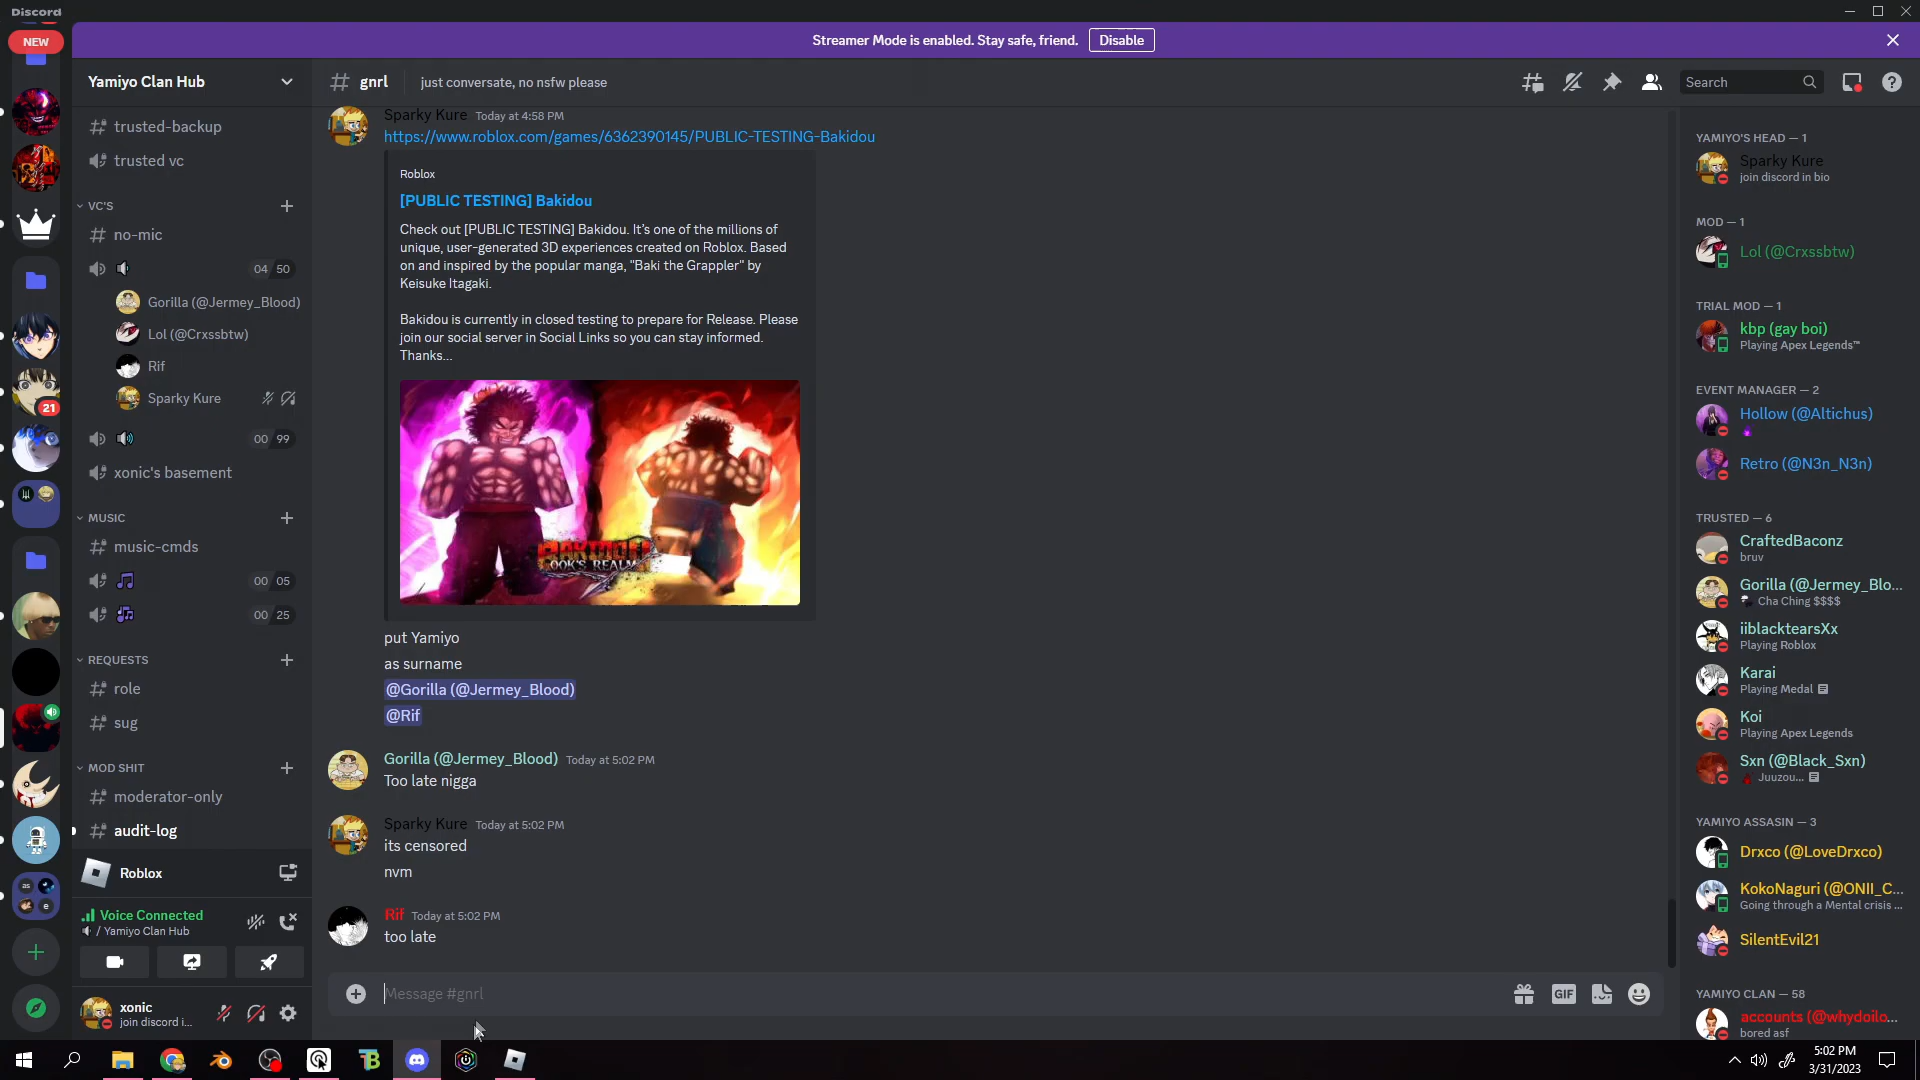 Discord
NEW
Streamer Mode is enabled. Stay safe, friend.
Disable
Yamiyo Clan Hub
gnrl
just conversate, no nsfw please
Search
trusted-backup
trusted vc
VC'S
no-mic
04 50
Gorilla (@Jermey_Blood)
Lol (@Crxssbtw)
Rif
Sparky Kure
00 99
xonic's basement
MUSIC
music-cmds
00 05
00 25
REQUESTS
role
sug
MOD SHIT
moderator-only
audit-log
Roblox
Voice Connected
/ Yamiyo Clan Hub
xonic
join discord i...
21
as
e
Sparky Kure Today at 4:58 PM
https://www.roblox.com/games/6362390145/PUBLIC-TESTING-Bakidou
Roblox
[PUBLIC TESTING] Bakidou
Check out [PUBLIC TESTING] Bakidou. It's one of the millions of
unique, user-generated 3D experiences created on Roblox. Based
on and inspired by the popular manga, "Baki the Grappler" by
Keisuke Itagaki.
Bakidou is currently in closed testing to prepare for Release. Please
join our social server in Social Links so you can stay informed.
Thanks...
BAKIDOU
OOK'S REALM
put Yamiyo
as surname
@Gorilla (@Jermey_Blood)
@Rif
Gorilla (@Jermey_Blood) Today at 5:02 PM
Too late nigga
Sparky Kure Today at 5:02 PM
its censored
nvm
Rif Today at 5:02 PM
too late
Message #gnrl
GIF
YAMIYO'S HEAD — 1
Sparky Kure
join discord in bio
MOD — 1
Lol (@Crxssbtw)
TRIAL MOD — 1
kbp (gay boi)
Playing Apex Legends™
EVENT MANAGER — 2
Hollow (@Altichus)
Retro (@N3n_N3n)
TRUSTED — 6
CraftedBaconz
bruv
Gorilla (@Jermey_Blo...
Cha Ching $$$$
iiblacktearsXx
Playing Roblox
Karai
Playing Medal
Koi
Playing Apex Legends
Sxn (@Black_Sxn)
Juuzou...
YAMIYO ASSASIN — 3
Drxco (@LoveDrxco)
KokoNaguri (@ONII_C...
Going through a Mental crisis ...
SilentEvil21
YAMIYO CLAN — 58
accounts (@whydoilo...
bored asf
5:02 PM
3/31/2023